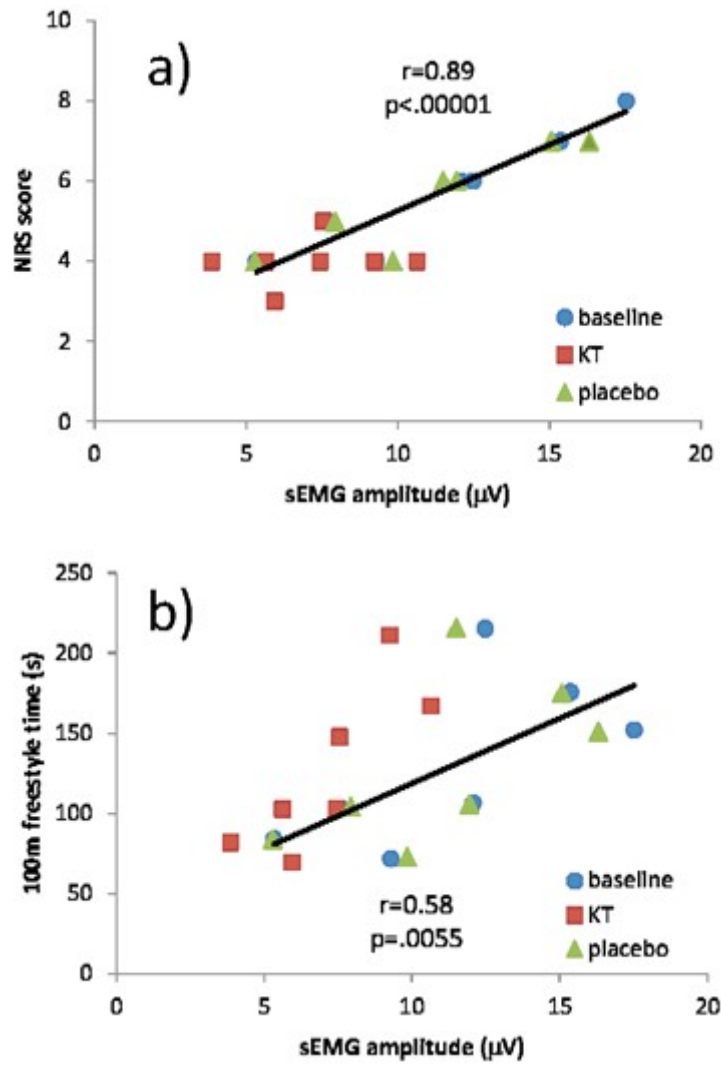 10
a)
r=0.89
p<.00001
8
6
NRS score
4
baseline
KT
2
placebo
0
0 5 10 15 20
sEMG amplitude (μV)
250
b)
200
150
100m freestyle time (s)
100
baseline
50
r=0.58
KT
p=.0055
placebo
0
0 5 10 15 20
sEMG amplitude (μV)